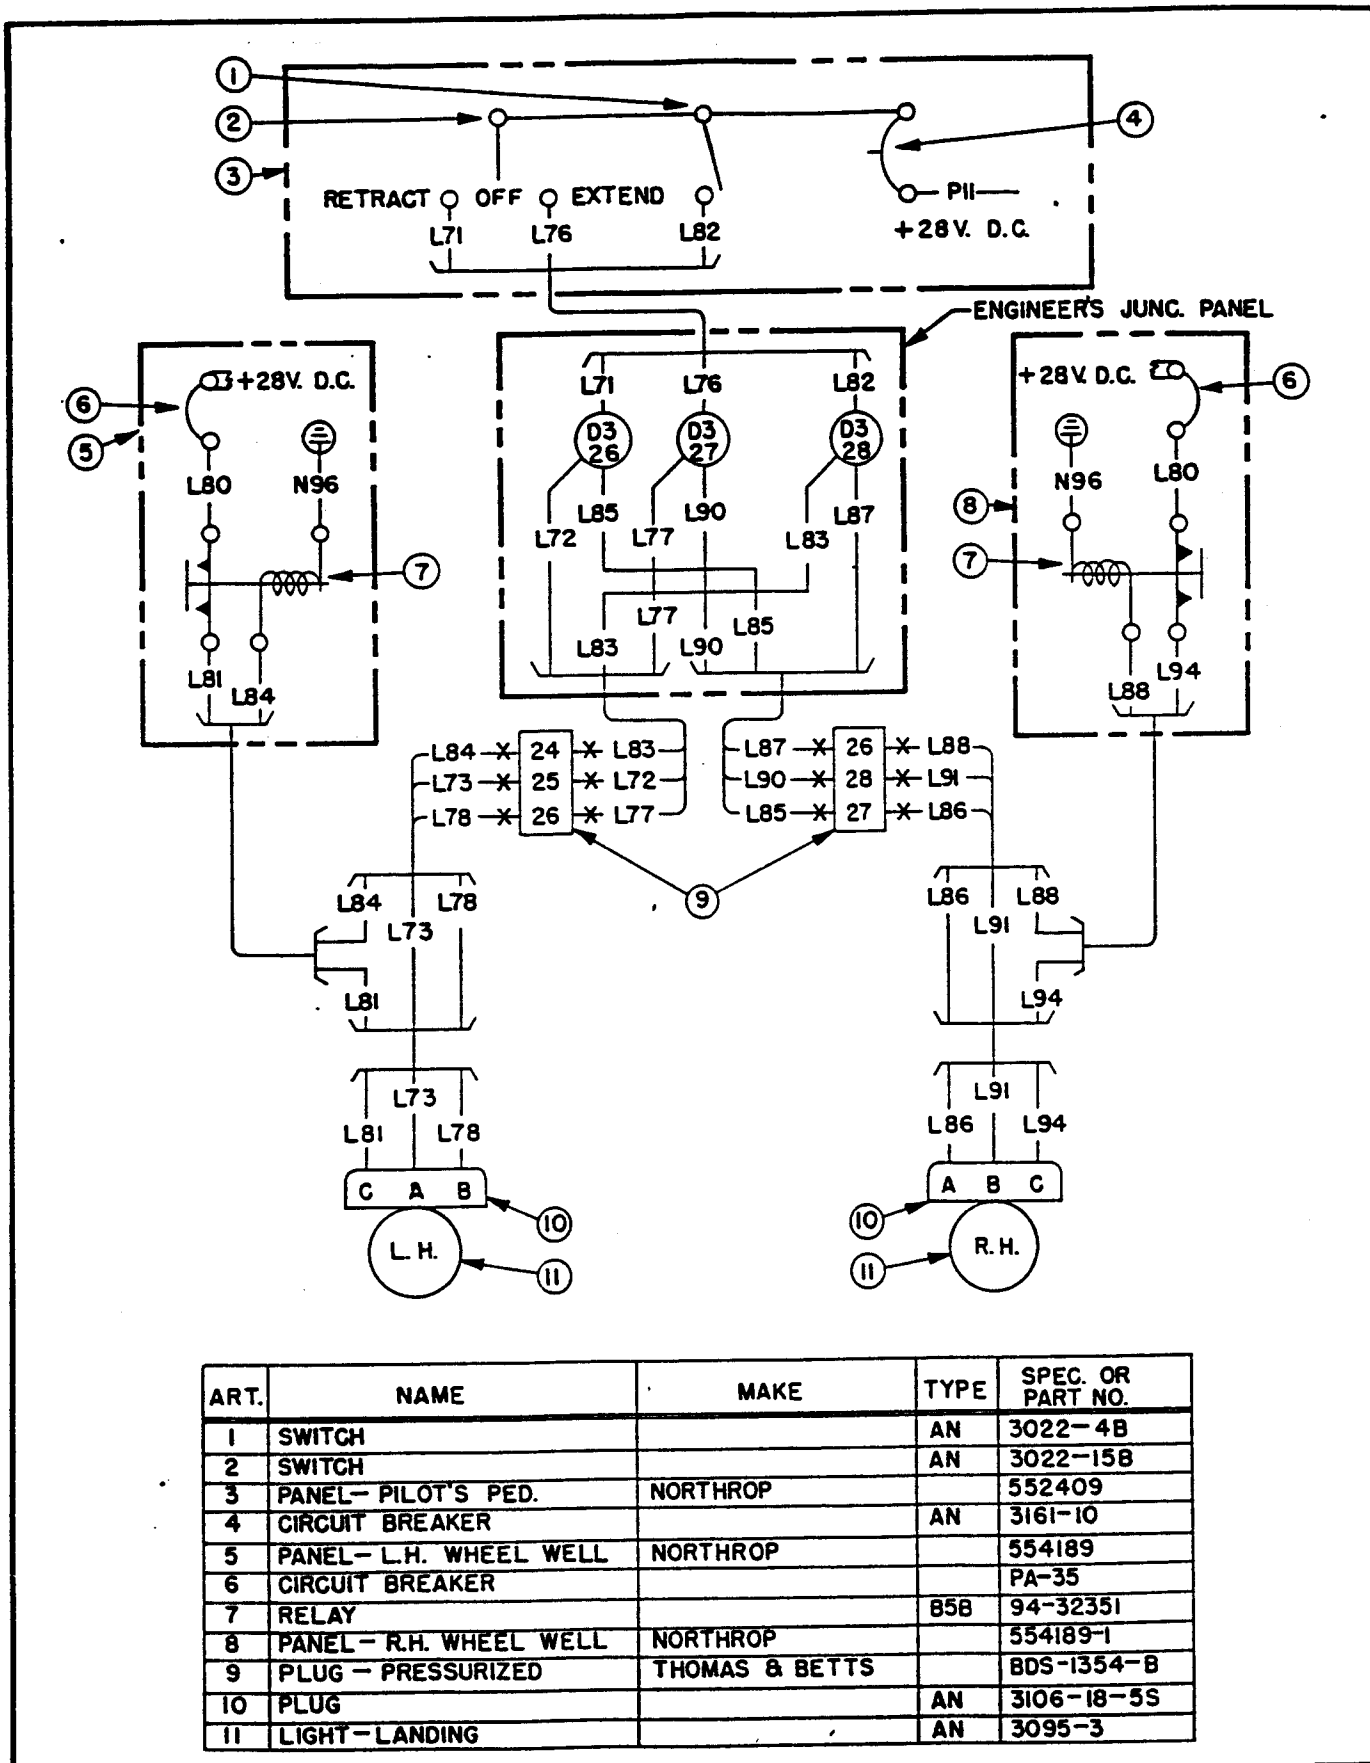 1
2
3
4
RETRACT OFF EXTEND
P11
+28V. D.C.
L71 L76 L82
ENGINEER'S JUNC. PANEL
6
5
+28V. D.C.
L80 N96
7
L81 L84
L71 L76 L82
D3 26
D3 27
D3 28
L72 L85 L77 L90 L83 L87
L83 L77 L90 L85
+28V. D.C.
6
N96 L80
8
7
L88 L94
L84 X 24 X L83
L73 X 25 X L72
L78 X 26 X L77
L87 X 26 X L88
L90 X 28 X L91
L85 X 27 X L86
9
L84 L78
L73
L81
L86 L88
L91
L94
L73
L81 L78
C A B
10
L.H.
11
L91
L86 L94
A B C
10
R.H.
11
ART. NAME MAKE TYPE SPEC. OR PART NO.
1 SWITCH AN 3022-4B
2 SWITCH AN 3022-15B
3 PANEL-PILOT'S PED. NORTHROP 552409
4 CIRCUIT BREAKER AN 3161-10
5 PANEL-L.H. WHEEL WELL NORTHROP 554189
6 CIRCUIT BREAKER PA-35
7 RELAY B5B 94-32351
8 PANEL-R.H. WHEEL WELL NORTHROP 554189-1
9 PLUG-PRESSURIZED THOMAS & BETTS BDS-1354-B
10 PLUG AN 3106-18-5S
11 LIGHT-LANDING AN 3095-3